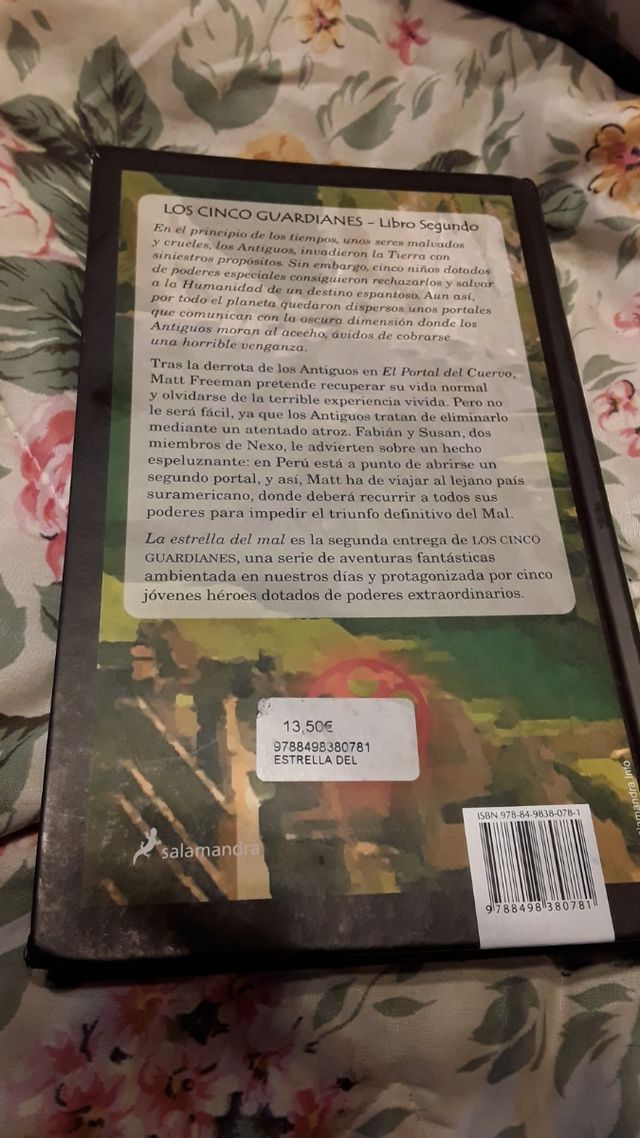 LOS CINCO GUARDIANES – Libro Segundo
En el principio de los tiempos, unos seres malvados
y crueles, los Antiguos, invadieron la Tierra con
siniestros propósitos. Sin embargo, cinco niños dotados
de poderes especiales consiguieron rechazarlos y salvar
a la Humanidad de un destino espantoso. Aun así,
por todo el planeta quedaron dispersos unos portales
que comunican con la oscura dimensión donde los
Antiguos moran al acecho, ávidos de cobrarse
una horrible venganza.
Tras la derrota de los Antiguos en El Portal del Cuervo,
Matt Freeman pretende recuperar su vida normal
y olvidarse de la terrible experiencia vivida. Pero no
le será fácil, ya que los Antiguos tratan de eliminarlo
mediante un atentado atroz. Fabián y Susan, dos
miembros de Nexo, le advierten sobre un hecho
espeluznante: en Perú está a punto de abrirse un
segundo portal, y así, Matt ha de viajar al lejano país
suramericano, donde deberá recurrir a todos sus
poderes para impedir el triunfo definitivo del Mal.
La estrella del mal es la segunda entrega de LOS CINCO
GUARDIANES, una serie de aventuras fantásticas
ambientada en nuestros días y protagonizada por cinco
jóvenes héroes dotados de poderes extraordinarios.
13,50€
9788498380781
ESTRELLA DEL
salamandra
ISBN 978-84-9838-078-1
9 788498 380781